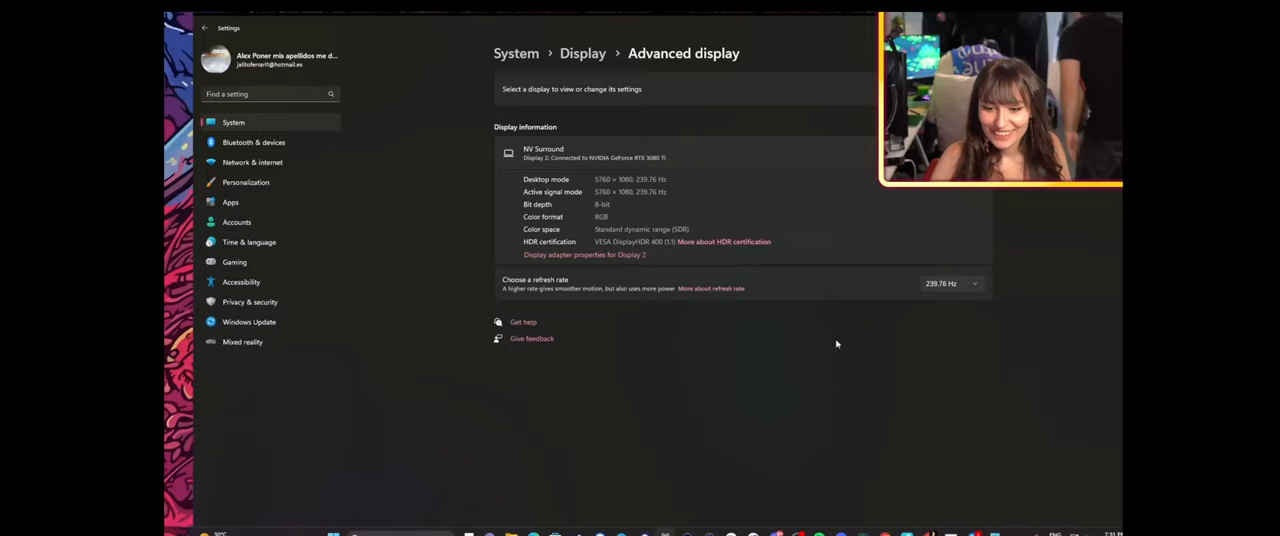 Settings
Alex Poner mis apellidos me d...
jalitoferrarit@hotmail.es
Find a setting
System
Bluetooth & devices
Network & internet
Personalization
Apps
Accounts
Time & language
Gaming
Accessibility
Privacy & security
Windows Update
Mixed reality
System > Display > Advanced display
Select a display to view or change its settings
Display information
NV Surround
Display 2: Connected to NVIDIA GeForce RTX 3080 Ti
Desktop mode 5760 × 1080, 239.76 Hz
Active signal mode 5760 × 1080, 239.76 Hz
Bit depth 8-bit
Color format RGB
Color space Standard dynamic range (SDR)
HDR certification VESA DisplayHDR 400 (1.1) More about HDR certification
Display adapter properties for Display 2
Choose a refresh rate
A higher rate gives smoother motion, but also uses more power More about refresh rate
239.76 Hz
Get help
Give feedback
30°C
ENG
7:31 PM